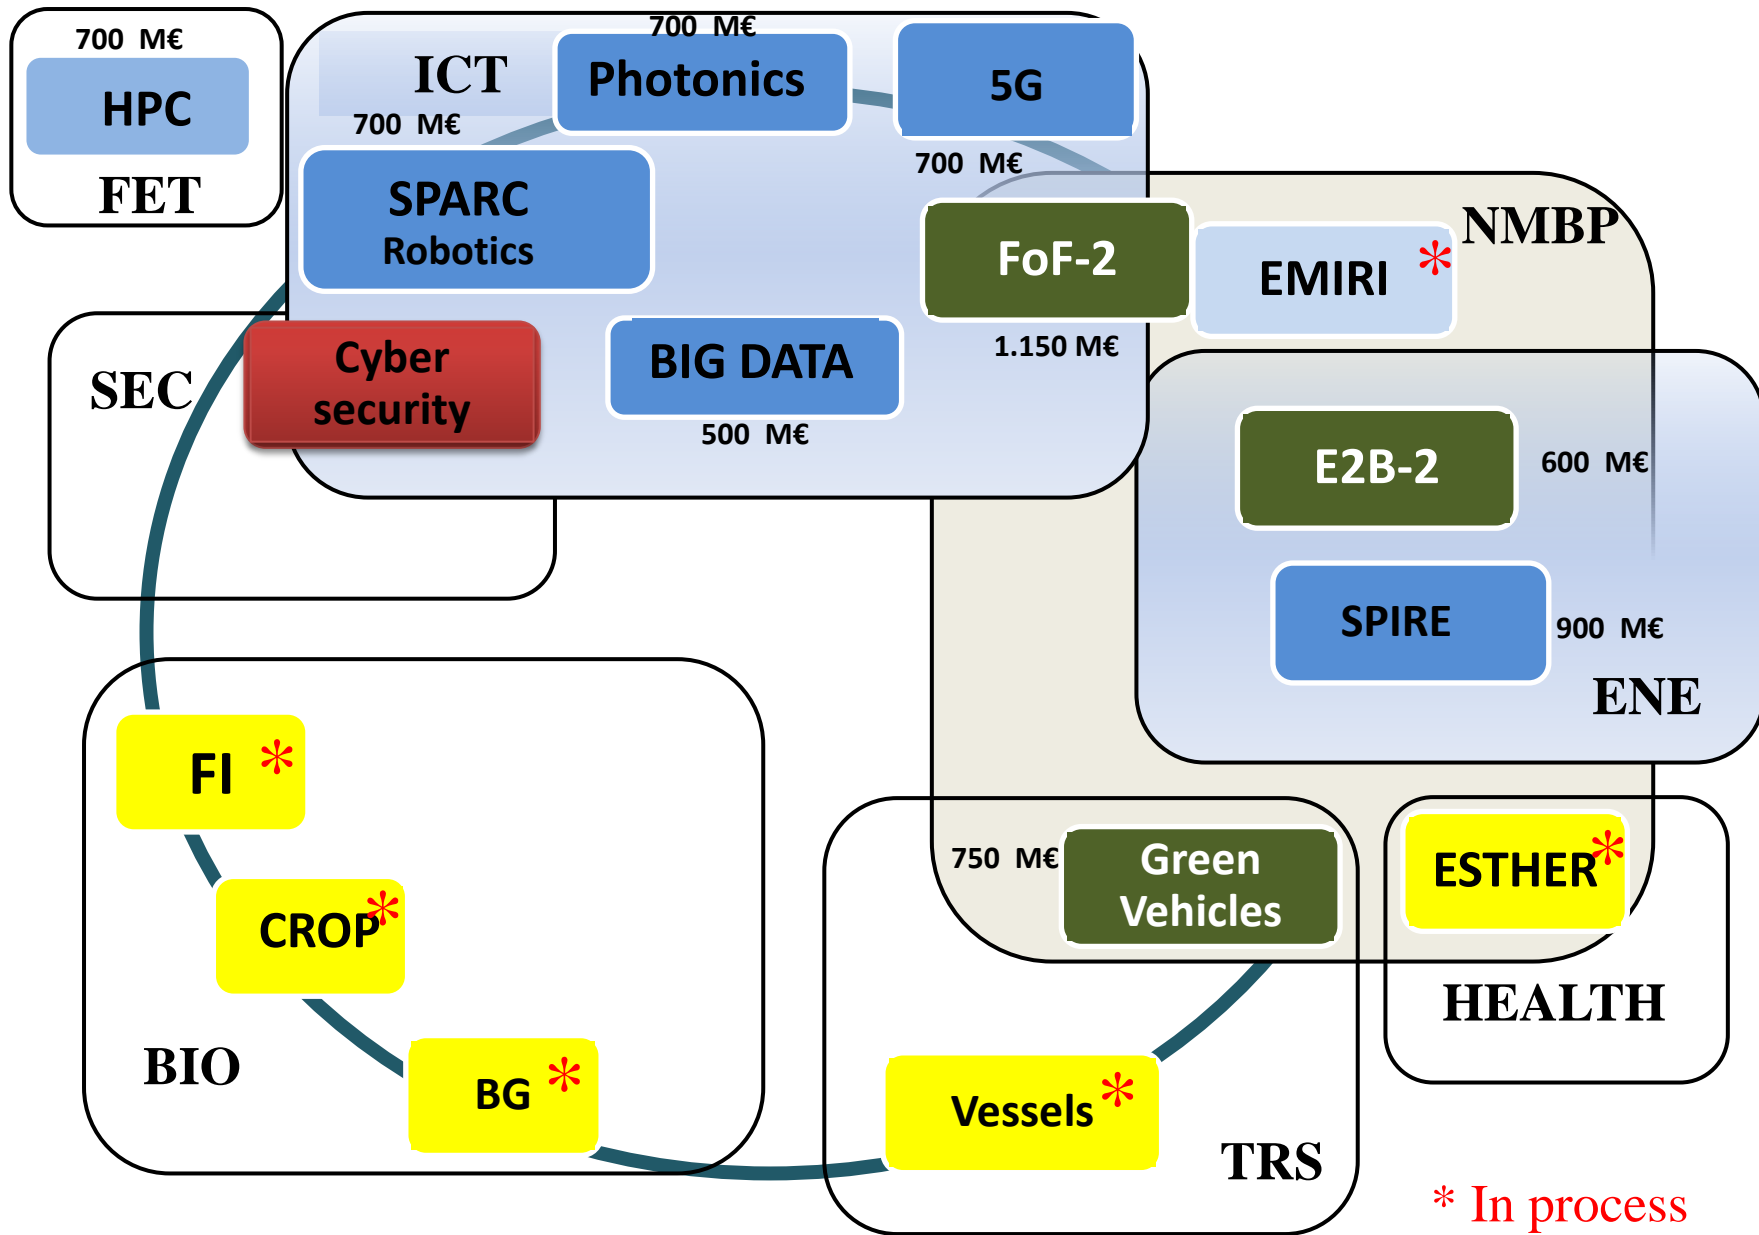 700 M€
HPC
FET
ICT
700 M€
Photonics
5G
700 M€
SPARC
Robotics
700 M€
FoF-2
1.150 M€
EMIRI *
NMBP
SEC
Cyber
security
BIG DATA
500 M€
E2B-2
600 M€
SPIRE
900 M€
ENE
FI *
CROP *
BG *
BIO
750 M€
Green
Vehicles
Vessels *
TRS
ESTHER *
HEALTH
* In process